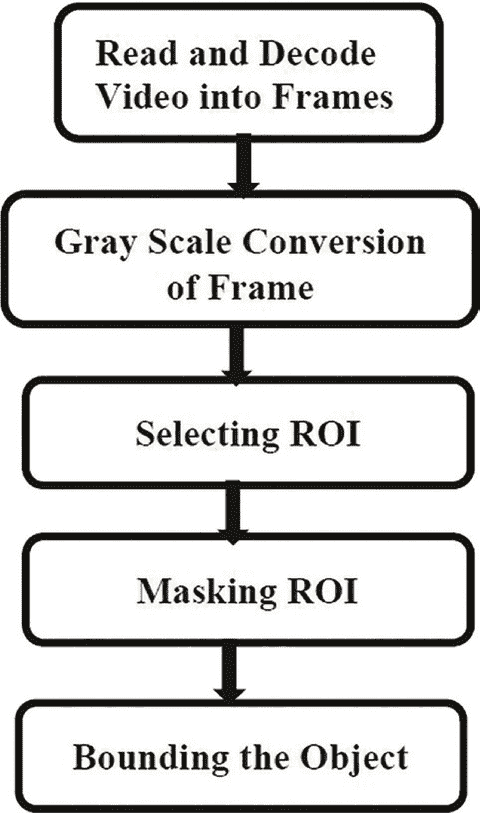 Read and Decode
Video into Frames
Gray Scale Conversion
of Frame
Selecting ROI
Masking ROI
Bounding the Object